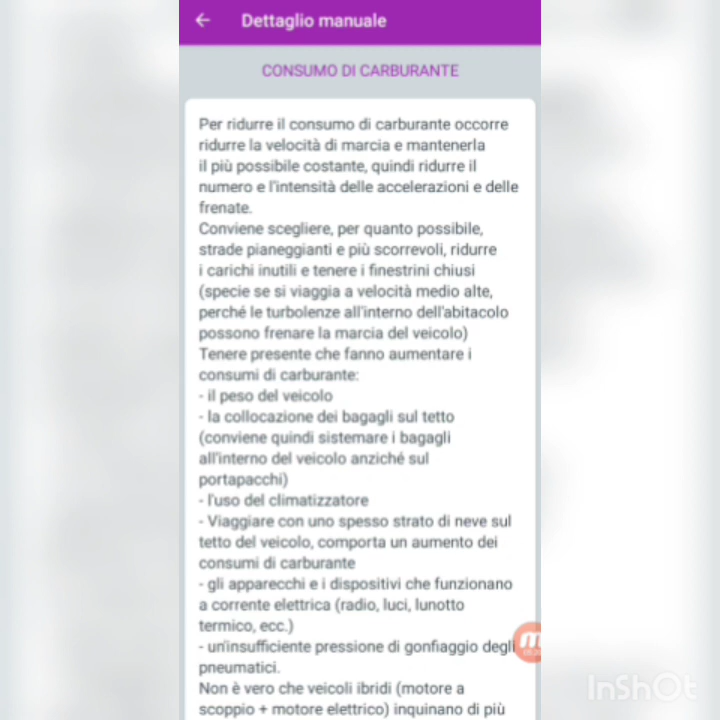 Dettaglio manuale
CONSUMO DI CARBURANTE
Per ridurre il consumo di carburante occorre
ridurre la velocità di marcia e mantenerla
il più possibile costante, quindi ridurre il
numero e l'intensità delle accelerazioni e delle
frenate.
Conviene scegliere, per quanto possibile,
strade pianeggianti e più scorrevoli, ridurre
i carichi inutili e tenere i finestrini chiusi
(specie se si viaggia a velocità medio alte,
perché le turbolenze all'interno dell'abitacolo
possono frenare la marcia del veicolo)
Tenere presente che fanno aumentare i
consumi di carburante:
- il peso del veicolo
- la collocazione dei bagagli sul tetto
(conviene quindi sistemare i bagagli
all'interno del veicolo anziché sul
portapacchi)
- l'uso del climatizzatore
- Viaggiare con uno spesso strato di neve sul
tetto del veicolo, comporta un aumento dei
consumi di carburante
- gli apparecchi e i dispositivi che funzionano
a corrente elettrica (radio, luci, lunotto
termico, ecc.)
- un'insufficiente pressione di gonfiaggio degli
pneumatici.
Non è vero che veicoli ibridi (motore a
scoppio + motore elettrico) inquinano di più
InShOt